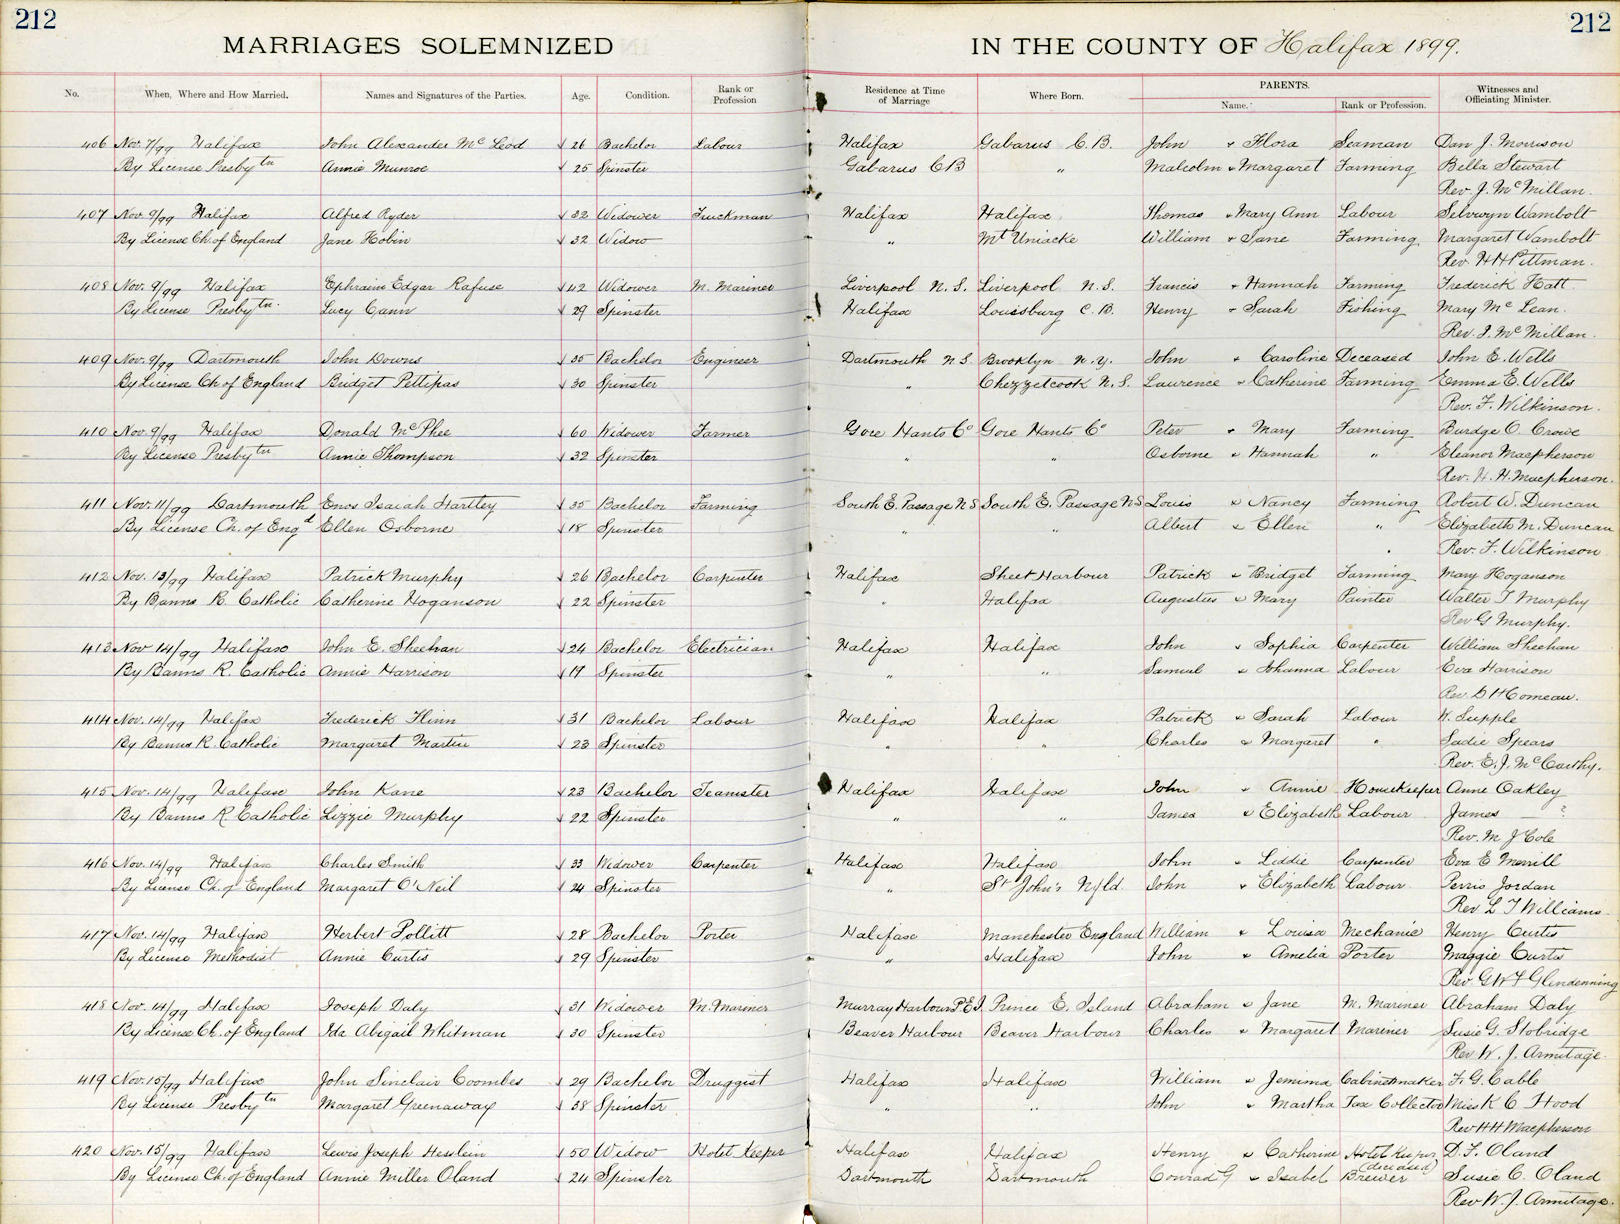 212
212
MARRIAGES SOLEMNIZED
IN THE COUNTY OF Halifax 1899.
No. When, Where and How Married. Names and Signatures of the Parties. Age. Condition. Rank or Profession Residence at Time of Marriage Where Born. PARENTS. Name. Rank or Profession. Witnesses and Officiating Minister.
406 Nov. 7/99 Halifax John Alexander McLeod 26 Bachelor Labour Halifax Gabarus C. B. John & Flora Seaman Dan J. Morrison
By License Presbytn Annie Munroe 25 Spinster Gabarus CB " Malcolm & Margaret Farming Bella Stewart
Rev. J. McMillan.
407 Nov. 9/99 Halifax Alfred Ryder 32 Widower Truckman Halifax Halifax Thomas & Mary Ann Labour Selvwyn Wambolt
By License Ch. of England Jane Hobin 32 Widow " Mt Uniacke William & Jane Farming Margaret Wambolt
Rev. H H Pittman.
408 Nov. 9/99 Halifax Ephraim Edgar Rafuse 42 Widower M. Mariner Liverpool N. S. Liverpool N. S. Francis & Hannah Farming Frederick Hatt
By License Presbytn. Lucy Cann 29 Spinster Halifax Louisburg C. B. Henry & Sarah Fishing Mary McLean.
Rev. J. McMillan.
409 Nov. 9/99 Dartmouth John Downs 35 Bachelor Engineer Dartmouth N S. Brooklyn N. Y. John & Caroline Deceased John E. Wells
By License Ch of England Bridget Pettipas 30 Spinster " Chezzetcook N. S. Laurence & Catherine Farming Emma E. Wells
Rev. F. Wilkinson.
410 Nov. 9/99 Halifax Donald McPhee 60 Widower Farmer Gore Hants Co Gore Hants Co Peter & Mary Farming Burdge O. Crowe
By License Presbytn Annie Thompson 32 Spinster " " Osborne & Hannah " Eleanor Macpherson
Rev. H. H. Macpherson.
411 Nov. 11/99 Dartmouth Enos Isaiah Hartley 35 Bachelor Farming South E. Passage N S South E. Passage N S Louis & Nancy Farming Robert W. Duncan
By License Ch. of Engd Ellen Osborne 18 Spinster " " Albert & Ellen " Elizabeth M. Duncan
Rev. F. Wilkinson
412 Nov. 13/99 Halifax Patrick Murphy 26 Bachelor Carpenter Halifax Sheet Harbour Patrick & Bridget Farming Mary Hoganson
By Banns R. Catholic Catherine Hoganson 22 Spinster " Halifax Augustus & Mary Painter Walter T Murphy
Rev G Murphy.
413 Nov 14/99 Halifax John E. Sheehan 24 Bachelor Electrician Halifax Halifax John & Sophia Carpenter William Sheehan
By Banns R. Catholic Annie Harrison 19 Spinster " " Samuel & Johanna Labour Eva Harrison
Rev. D H Comeau.
414 Nov. 14/99 Halifax Frederick Flinn 31 Bachelor Labour Halifax Halifax Patrick & Sarah Labour W. Supple
By Banns R. Catholic Margaret Martin 23 Spinster " " Charles & Margaret " Sadie Spears
Rev. E. J. McCarthy.
415 Nov. 14/99 Halifax John Kane 23 Bachelor Teamster Halifax Halifax John & Annie Housekeeper Anne Oakley
By Banns R Catholic Lizzie Murphy 22 Spinster " " James & Elizabeth Labour James — ?
Rev. M J Cole
416 Nov. 14/99 Halifax Charles Smith 33 Widower Carpenter Halifax Halifax John & Liddie Carpenter Eva E Merrill
By License Ch. of England Margaret O'Neil 24 Spinster " St John's Nfld. John & Elizabeth Labour Perris Jordan
Rev L J Williams
417 Nov. 14/99 Halifax Herbert Pollitt 28 Bachelor Porter Halifax Manchester England William & Louisa Mechanic Henry Curtis
By License Methodist Annie Curtis 29 Spinster " Halifax John & Amelia Porter Maggie Curtis
Rev G W F Glendenning
418 Nov. 14/99 Halifax Joseph Daly 31 Widower M. Mariner Murray Harbour P E I. Prince E. Island Abraham & Jane M. Mariner Abraham Daly
By License Ch. of England Ida Abigail Whitman 30 Spinster Beaver Harbour Beaver Harbour Charles & Margaret Mariner Susie G. Stobridge
Rev W. J. Armitage.
419 Nov. 15/99 Halifax John Sinclair Coombes 29 Bachelor Druggist Halifax Halifax William & Jemima Cabinetmaker F. G. Cable
By License Presbytn Margaret Greenaway 38 Spinster " " John & Martha Tax Collector Miss K C Hood
Rev H H Macpherson
420 Nov. 15/99 Halifax Lewis Joseph Hesslein 50 Widow Hotel Keeper Halifax Halifax Henry & Catherine Hotel Keeper (deceased) D. F. Oland
By License Ch. of England Annie Miller Oland 24 Spinster Dartmouth Dartmouth Conrad G & Isabel Brewer Susie C. Oland
Rev W. J. Armitage.